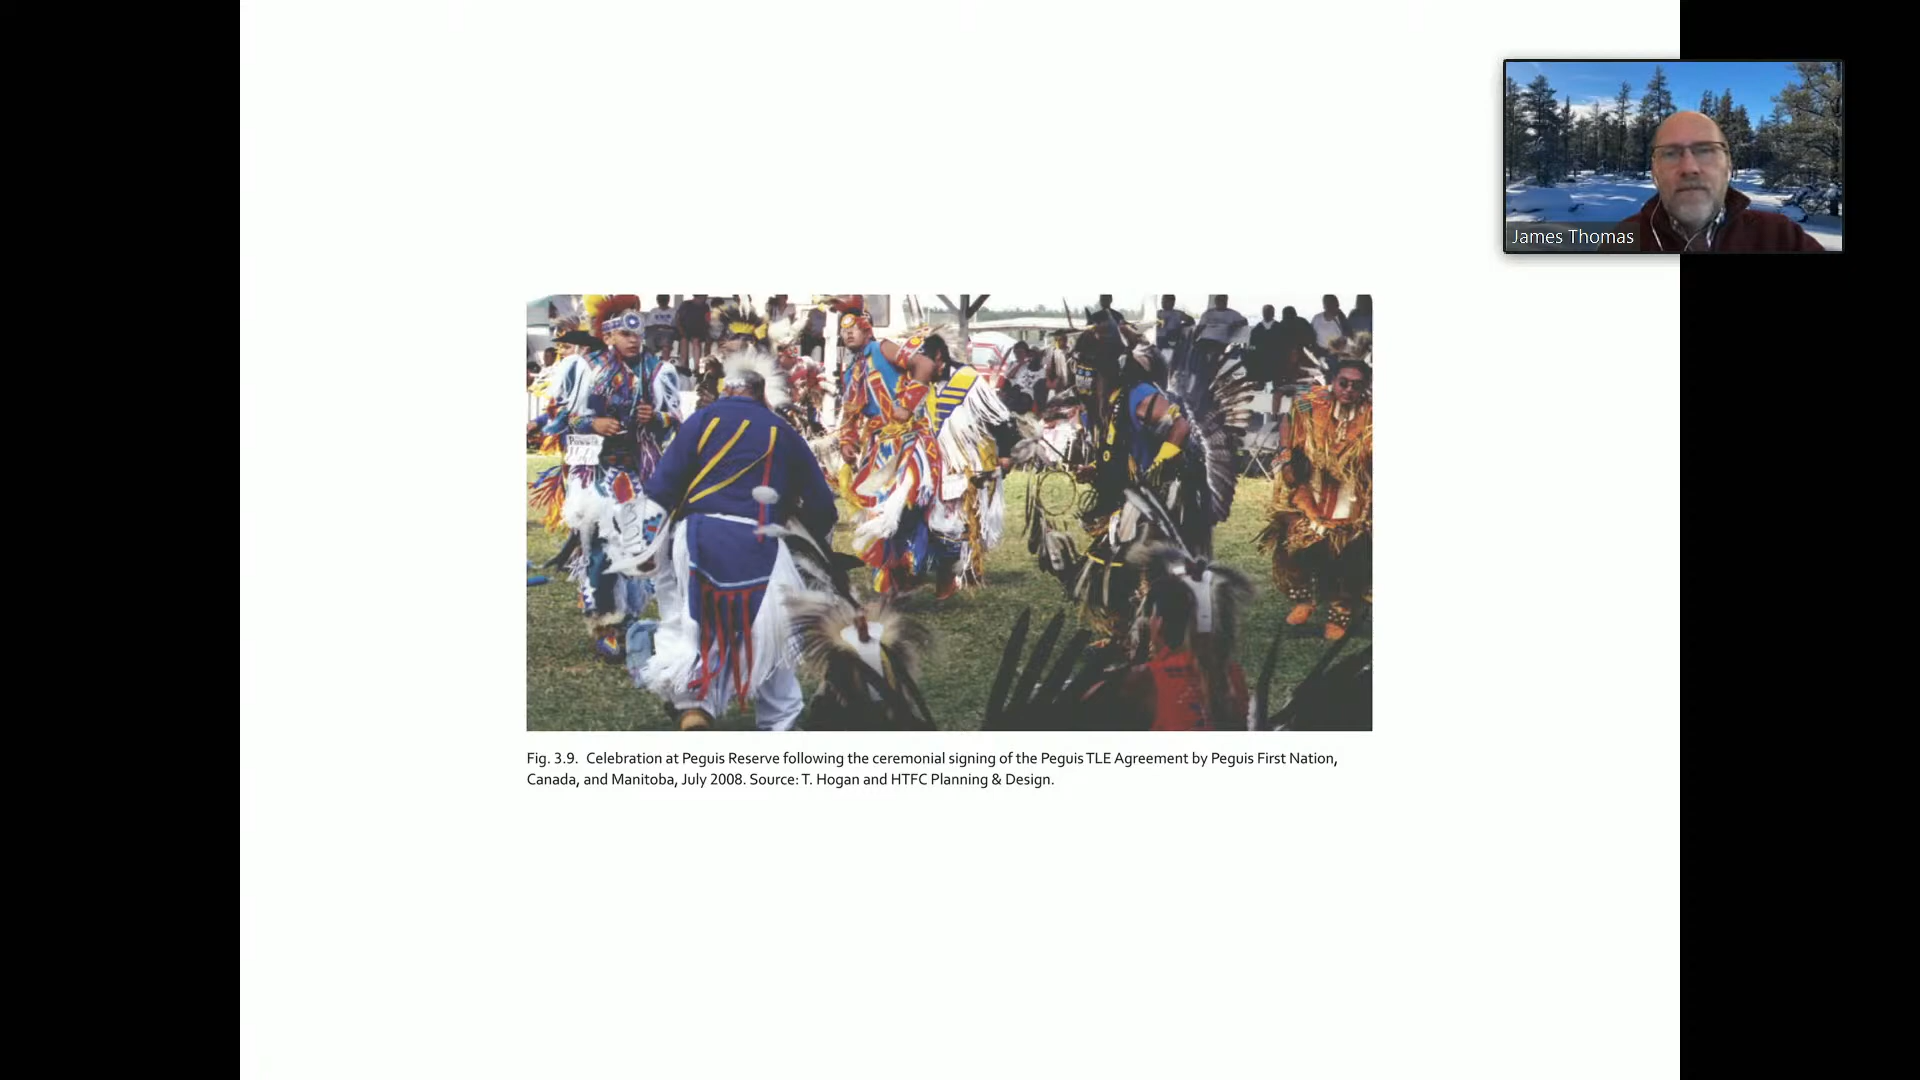 James Thomas
Fig. 3.9. Celebration at Peguis Reserve following the ceremonial signing of the Peguis TLE Agreement by Peguis First Nation,
Canada, and Manitoba, July 2008. Source: T. Hogan and HTFC Planning & Design.